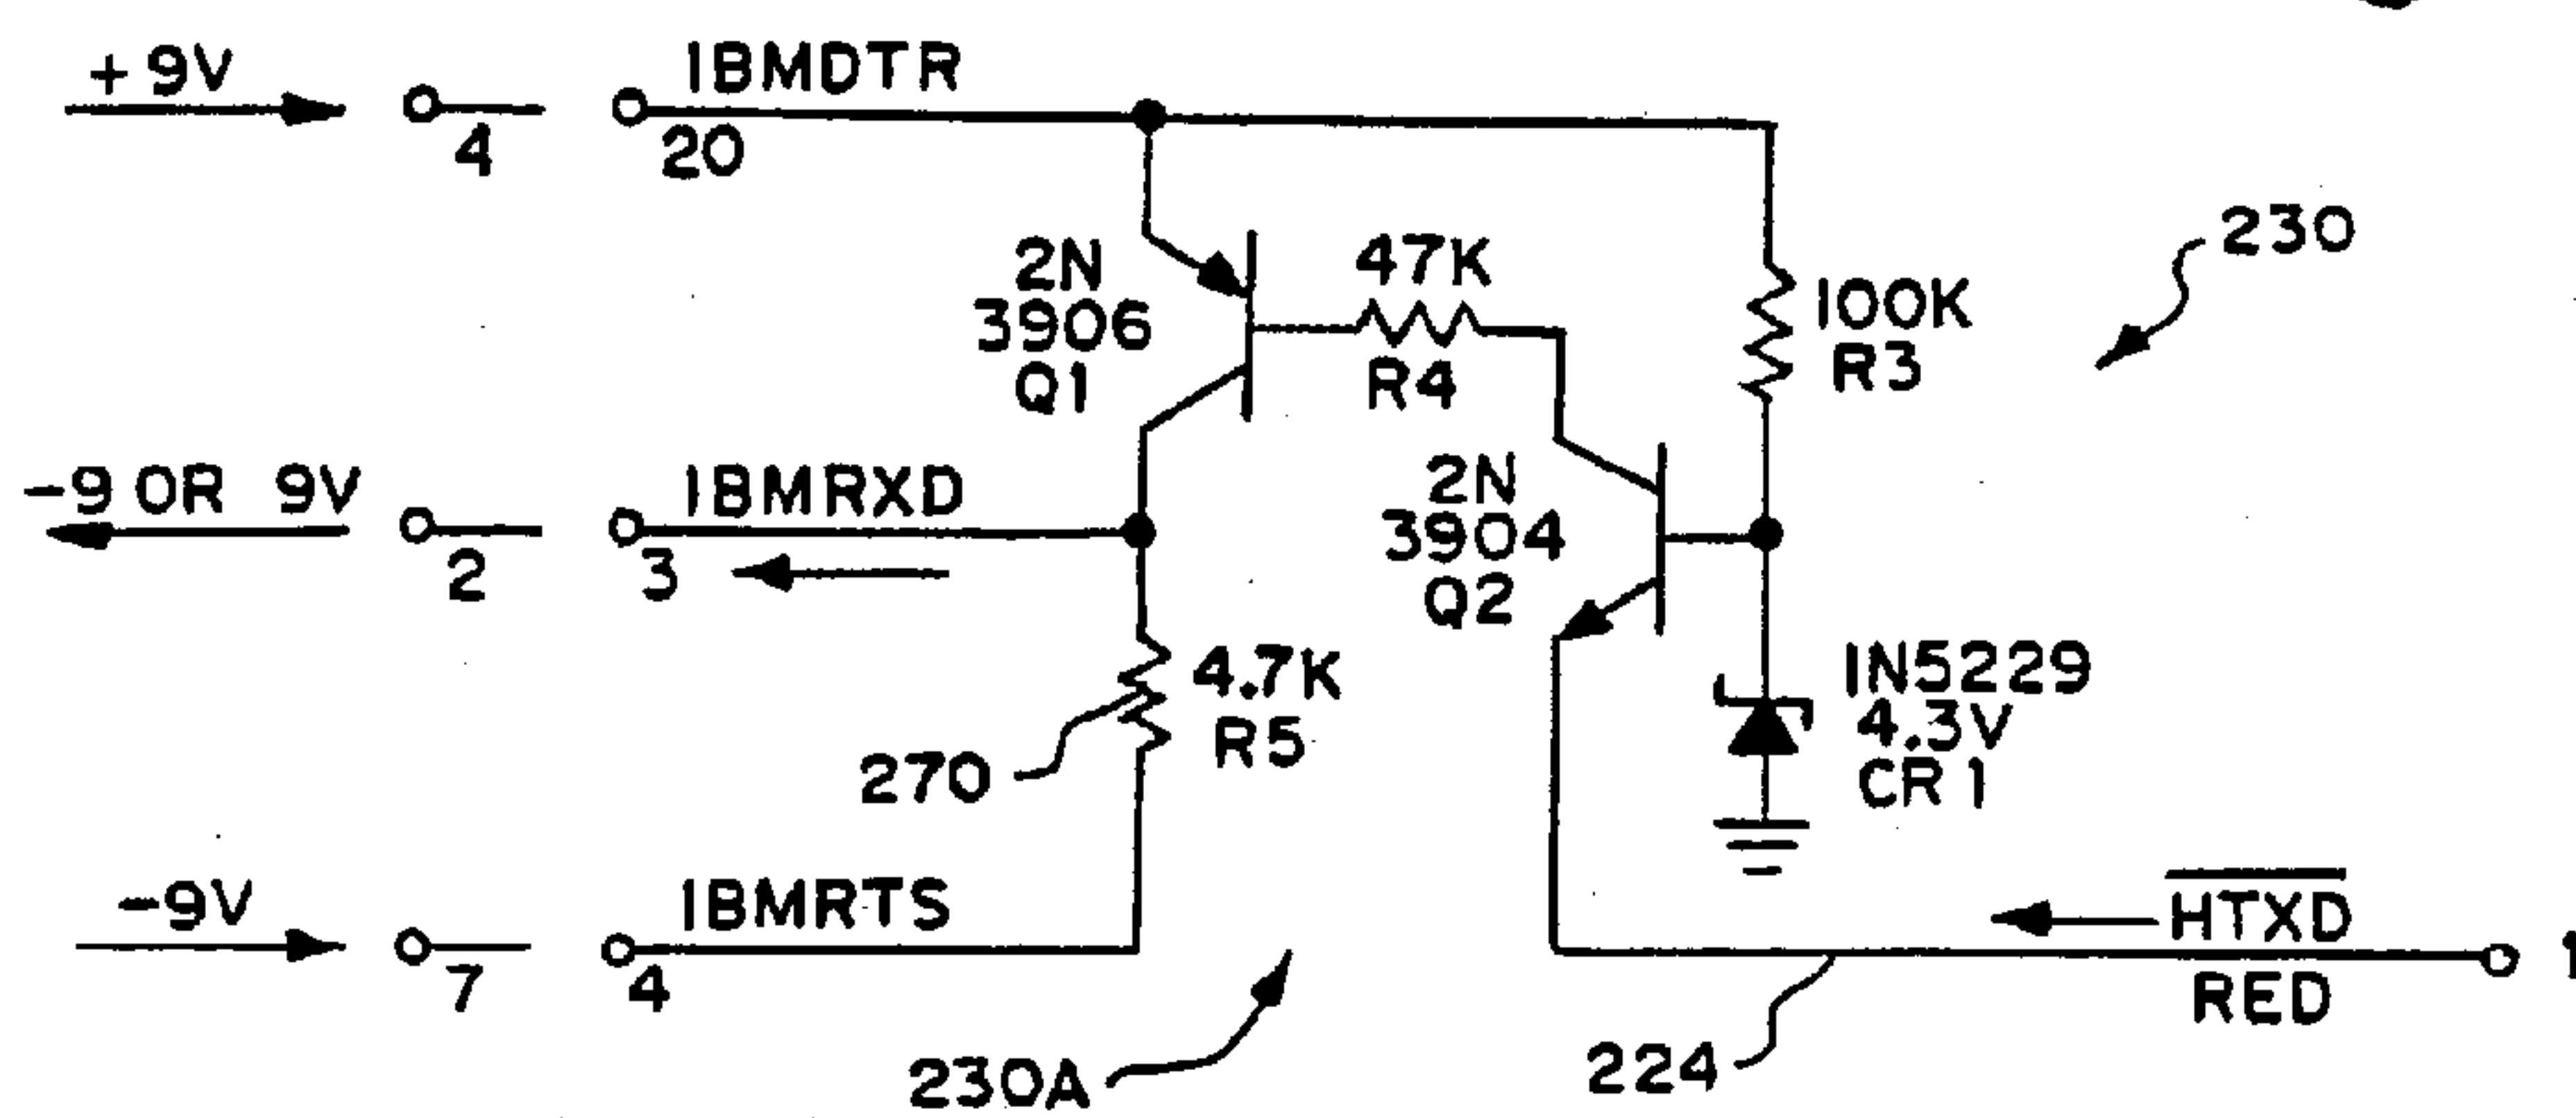 +9V
4
IBMDTR
20
2N
3906
Q1
47K
R4
100K
R3
230
-9 OR 9V
2
IBMRXD
3
2N
3904
Q2
4.7K
R5
270
IN5229
4.3V
CR1
-9V
7
IBMRTS
4
HTXD
RED
1
224
230A